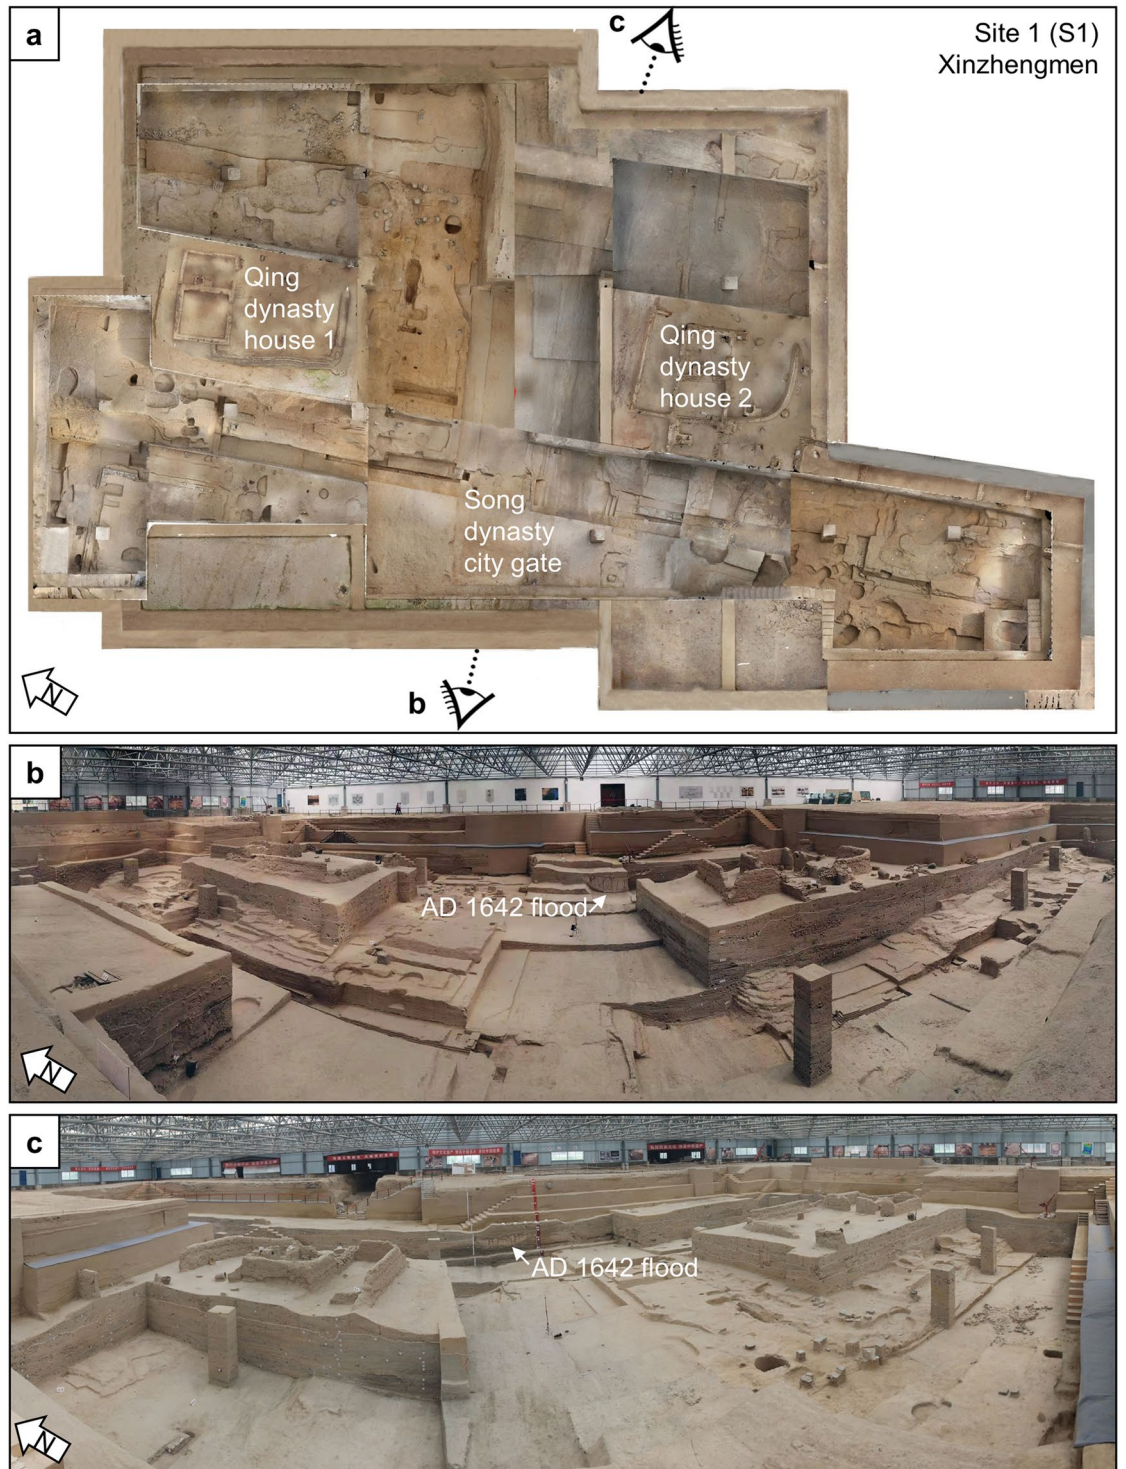 a
c
Site 1 (S1)
Xinzhengmen
Qing
dynasty
house 1
Qing
dynasty
house 2
Song
dynasty
city gate
N
b
b
AD 1642 flood
N
c
AD 1642 flood
N